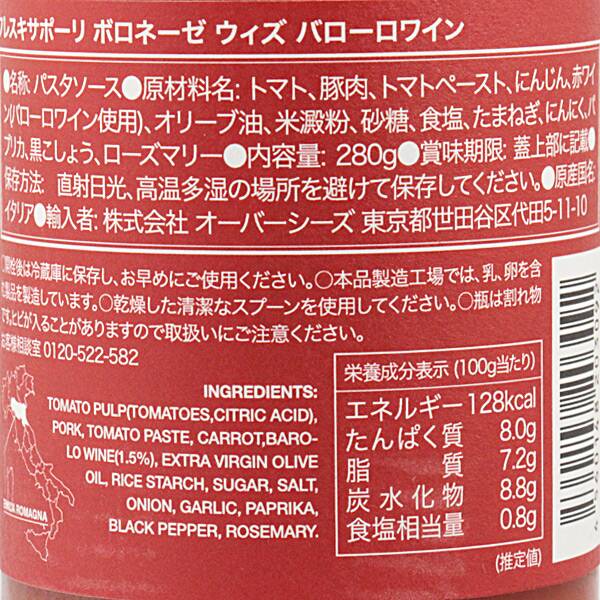 フレスキサポーリ ボロネーゼ ウィズ バローロワイン
●名称: パスタソース●原材料名: トマト、豚肉、トマトペースト、にんじん、赤ワイ
ン(バローロワイン使用)、オリーブ油、米澱粉、砂糖、食塩、たまねぎ、にんにく、パ
プリカ、黒こしょう、ローズマリー●内容量: 280g●賞味期限: 蓋上部に記載●
保存方法: 直射日光、高温多湿の場所を避けて保存してください。●原産国名:
イタリア●輸入者: 株式会社 オーバーシーズ 東京都世田谷区代田5-11-10
○開栓後は冷蔵庫に保存し、お早めにご使用ください。○本品製造工場では、乳、卵を含
む製品を製造しています。○乾燥した清潔なスプーンを使用してください。○瓶は割れ物
です。ヒビが入ることがありますので取扱いにご注意ください。
お客様相談室 0120-522-582
INGREDIENTS:
TOMATO PULP(TOMATOES,CITRIC ACID),
PORK, TOMATO PASTE, CARROT,BARO-
LO WINE(1.5%), EXTRA VIRGIN OLIVE
OIL, RICE STARCH, SUGAR, SALT,
ONION, GARLIC, PAPRIKA,
BLACK PEPPER, ROSEMARY.
EMILIA ROMAGNA
栄養成分表示 (100g当たり)
エネルギー 128kcal
たんぱく質 8.0g
脂質 7.2g
炭水化物 8.8g
食塩相当量 0.8g
(推定値)